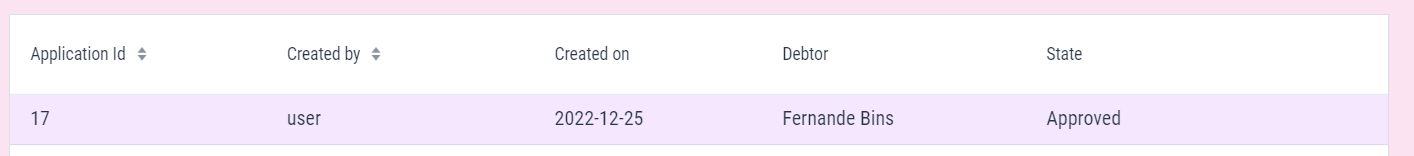 Application Id Created by Created on Debtor State
17 user 2022-12-25 Fernande Bins Approved